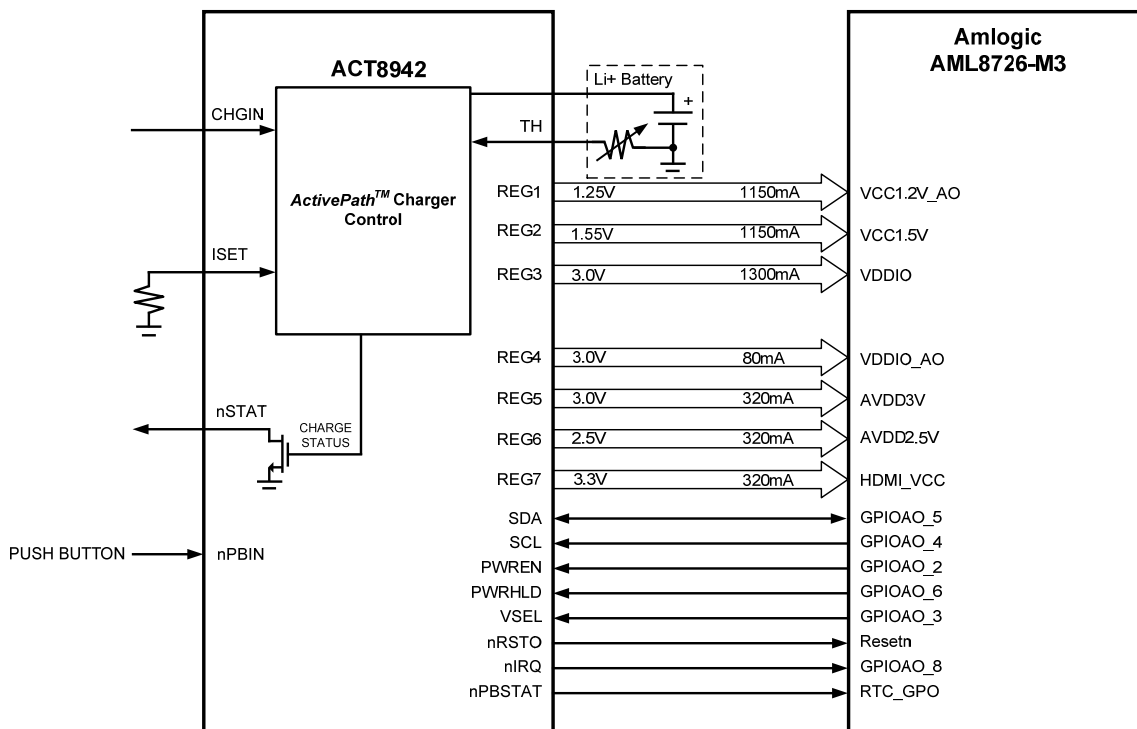 Amlogic
AML8726-M3
ACT8942
Li+ Battery
+
CHGIN
TH
ActivePath™ Charger
Control
REG1 1.25V 1150mA VCC1.2V_AO
REG2 1.55V 1150mA VCC1.5V
ISET
REG3 3.0V 1300mA VDDIO
REG4 3.0V 80mA VDDIO_AO
REG5 3.0V 320mA AVDD3V
nSTAT
CHARGE
STATUS
REG6 2.5V 320mA AVDD2.5V
REG7 3.3V 320mA HDMI_VCC
SDA GPIOAO_5
SCL GPIOAO_4
PUSH BUTTON nPBIN
PWREN GPIOAO_2
PWRHLD GPIOAO_6
VSEL GPIOAO_3
nRSTO Resetn
nIRQ GPIOAO_8
nPBSTAT RTC_GPO